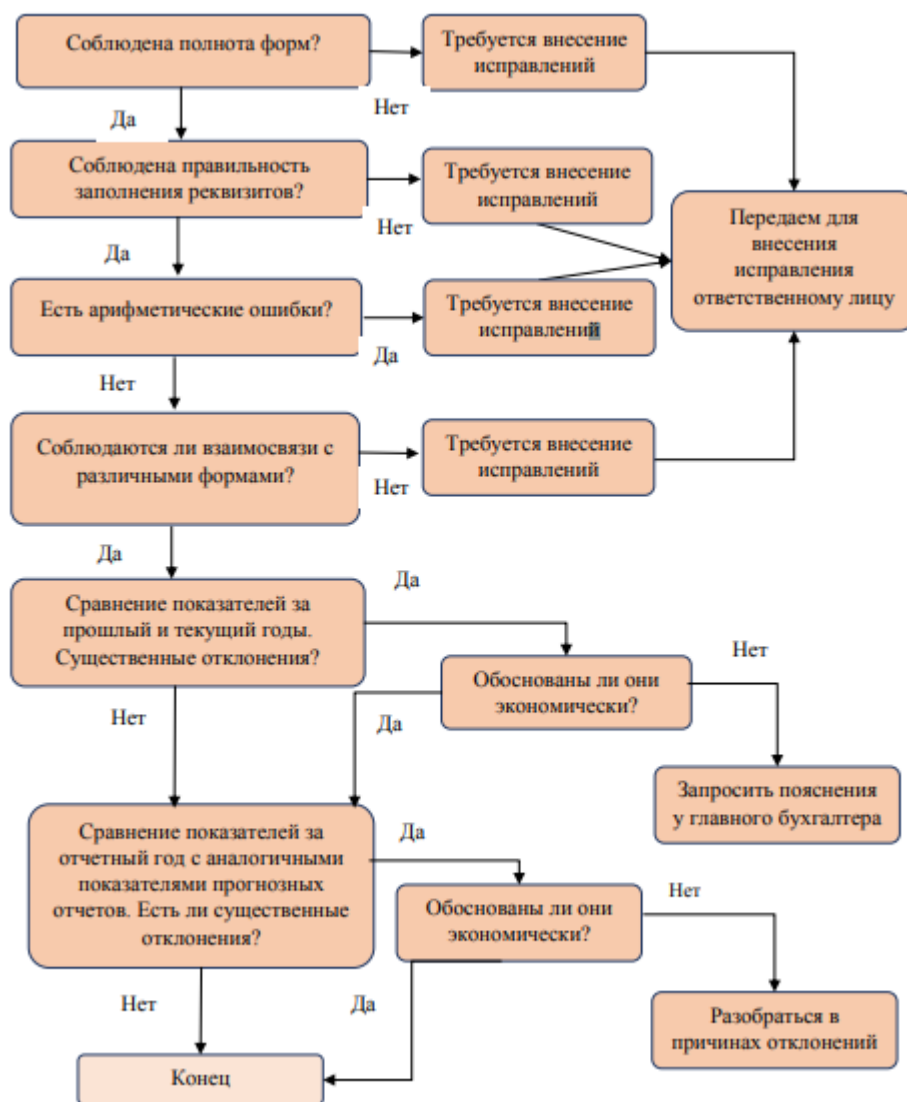 Соблюдена полнота форм?
Требуется внесение
исправлений
Да
Нет
Соблюдена правильность
заполнения реквизитов?
Требуется внесение
исправлений
Передаем для
внесения
исправления
ответственному лицу
Да
Нет
Есть арифметические ошибки?
Требуется внесение
исправлений
Нет
Да
Соблюдаются ли взаимосвязи с
различными формами?
Требуется внесение
исправлений
Нет
Да
Да
Сравнение показателей за
прошлый и текущий годы.
Существенные отклонения?
Нет
Обоснованы ли они
экономически?
Нет
Да
Запросить пояснения
у главного бухгалтера
Сравнение показателей за
отчетный год с аналогичными
показателями прогнозных
отчетов. Есть ли существенные
отклонения?
Да
Обоснованы ли они
экономически?
Нет
Нет
Да
Разобраться в
причинах отклонений
Конец